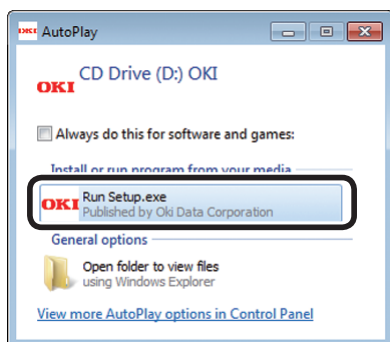 OKI AutoPlay
CD Drive (D:) OKI
OKI
Always do this for software and games:
Install or run program from your media
OKI Run Setup.exe
Published by Oki Data Corporation
General options
Open folder to view files
using Windows Explorer
View more AutoPlay options in Control Panel